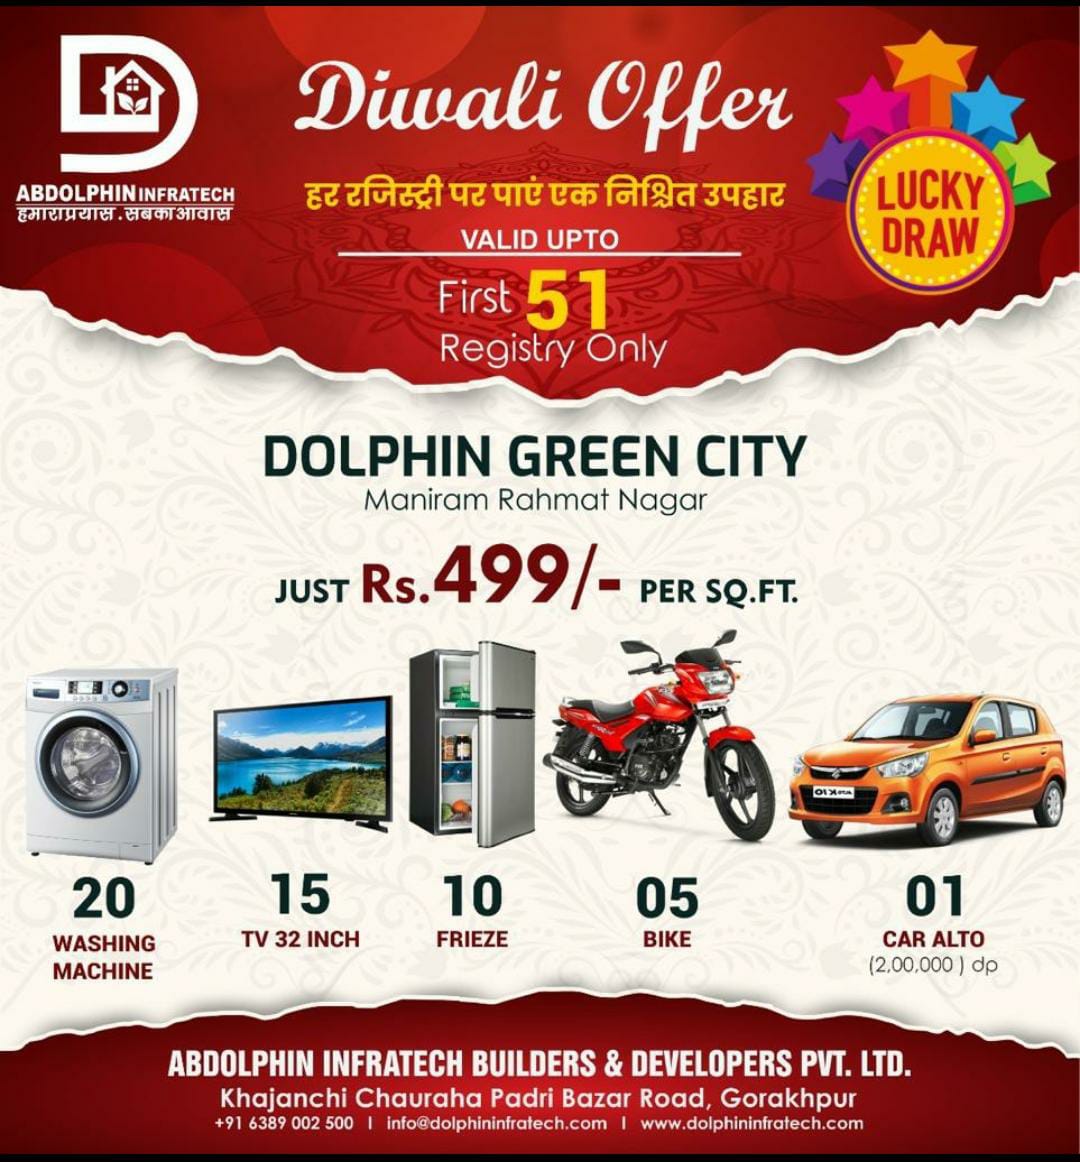 ABDOLPHIN INFRATECH
हमारा प्रयास . सबका आवास
Diwali Offer
हर रजिस्ट्री पर पाएं एक निश्चित उपहार
VALID UPTO
First 51
Registry Only
LUCKY
DRAW
DOLPHIN GREEN CITY
Maniram Rahmat Nagar
JUST Rs.499/- PER SQ.FT.
20
WASHING
MACHINE
15
TV 32 INCH
10
FRIEZE
05
BIKE
01
CAR ALTO
(2,00,000 ) dp
ABDOLPHIN INFRATECH BUILDERS & DEVELOPERS PVT. LTD.
Khajanchi Chauraha Padri Bazar Road, Gorakhpur
+91 6389 002 500 | info@dolphininfratech.com | www.dolphininfratech.com